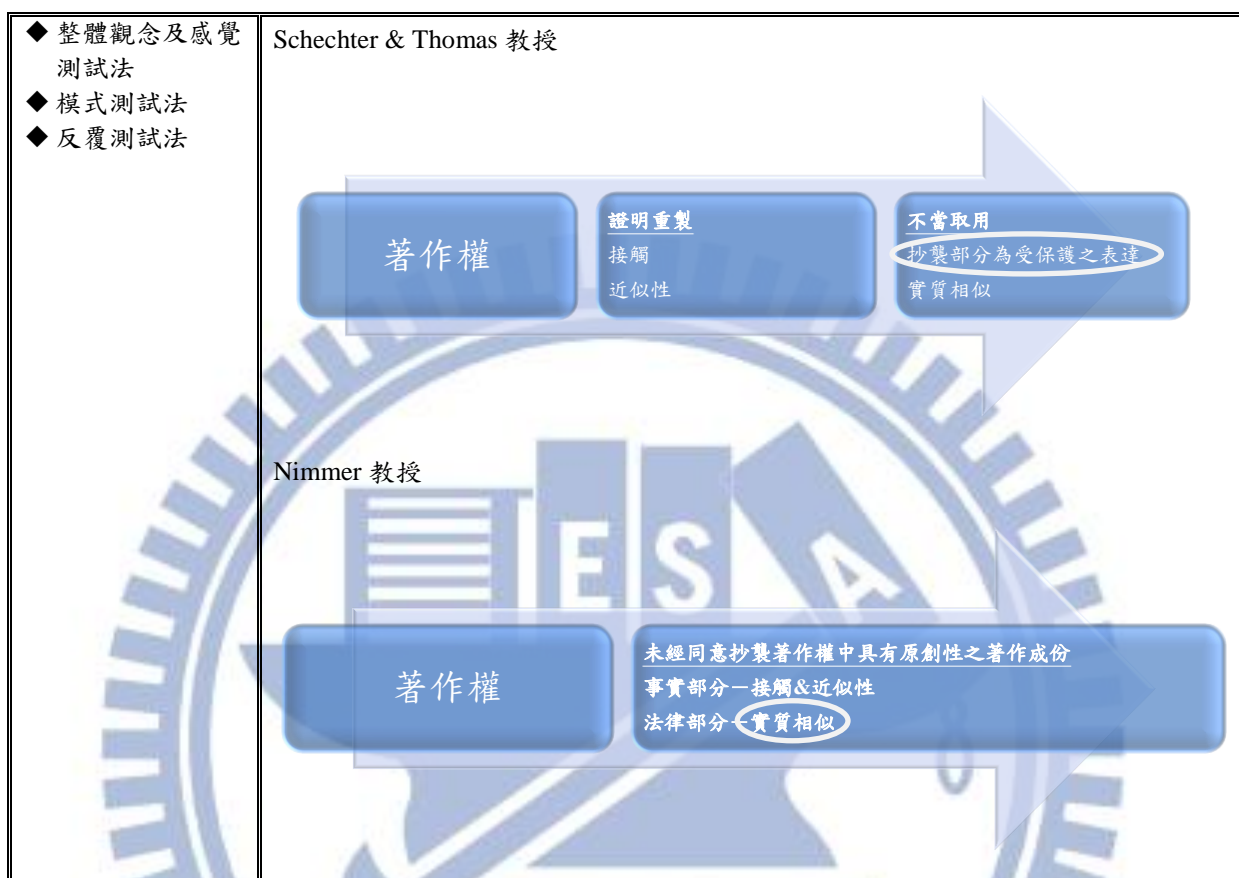 ◆ 整體觀念及感覺
測試法
◆ 模式測試法
◆ 反覆測試法
Schechter & Thomas 教授
著作權
證明重製
接觸
近似性
不當取用
抄襲部分為受保護之表達
實質相似
Nimmer 教授
E S A
著作權
未經同意抄襲著作權中具有原創性之著作成份
事實部分－接觸&近似性
法律部分－實質相似
8